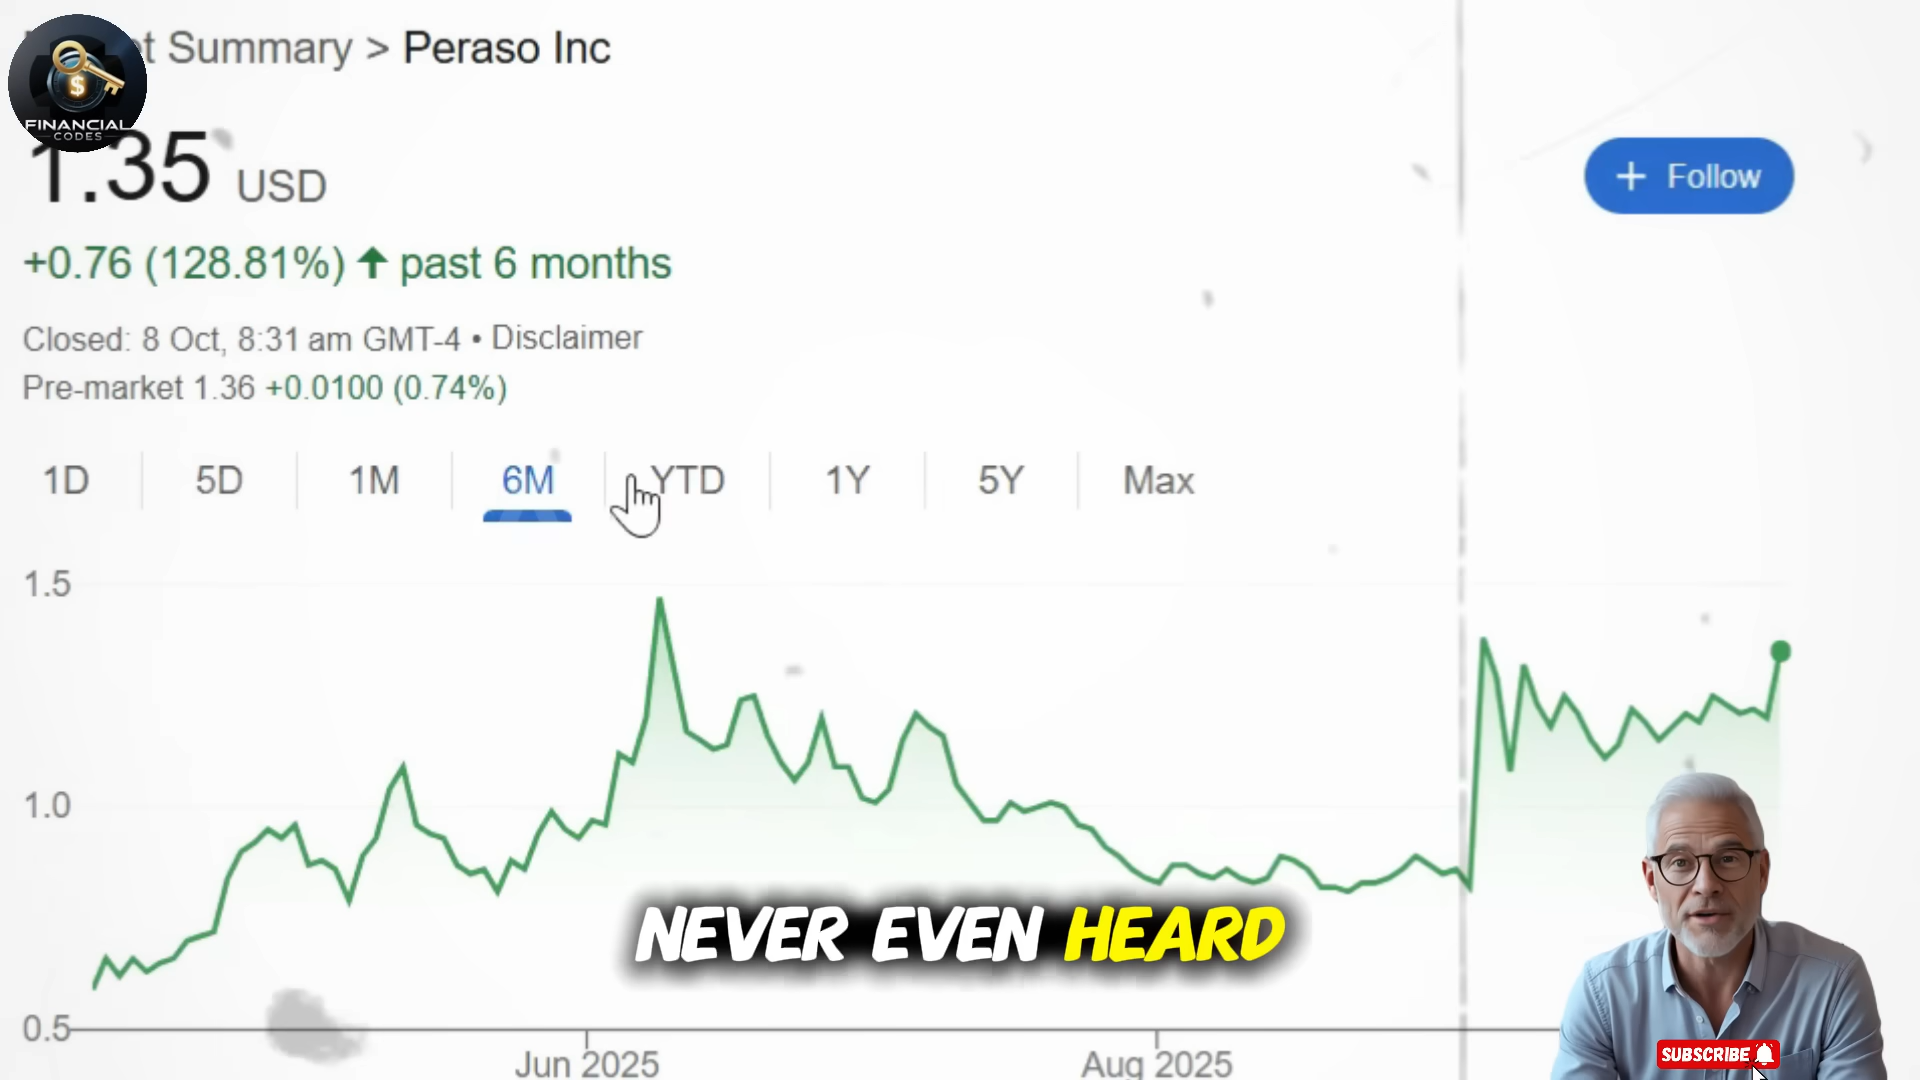 t Summary > Peraso Inc
FINANCIAL
CODES
$
1.35 USD
+ Follow
+0.76 (128.81%) ↑ past 6 months
Closed: 8 Oct, 8:31 am GMT-4 • Disclaimer
Pre-market 1.36 +0.0100 (0.74%)
1D 5D 1M 6M YTD 1Y 5Y Max
1.5
1.0
NEVER EVEN HEARD
0.5
Jun 2025 Aug 2025
SUBSCRIBE